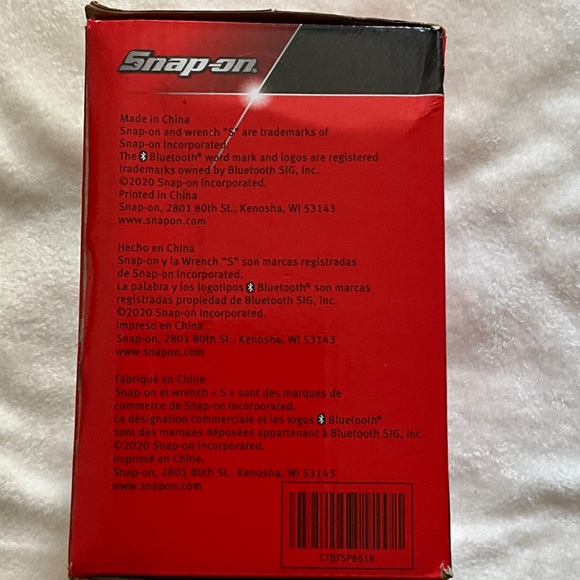 Snap-on
Made in China
Snap-on and wrench "S" are trademarks of
Snap-on Incorporated.
The Bluetooth® word mark and logos are registered
trademarks owned by Bluetooth SIG, Inc.
©2020 Snap-on Incorporated.
Printed in China
Snap-on, 2801 80th St., Kenosha, WI 53143
www.snapon.com
Hecho en China
Snap-on y la Wrench "S" son marcas registradas
de Snap-on Incorporated.
La palabra y los logotipos Bluetooth® son marcas
registradas propiedad de Bluetooth SIG, Inc.
©2020 Snap-on Incorporated.
Impreso en China
Snap-on, 2801 80th St., Kenosha, WI 53143
www.snapon.com
Fabriqué en Chine
Snap-on et wrench « S » sont des marques de
commerce de Snap-on Incorporated.
La désignation commerciale et les logos Bluetooth®
sont des marques déposées appartenant à Bluetooth SIG, Inc.
©2020 Snap-on Incorporated.
Imprimé en Chine.
Snap-on, 2801 80th St., Kenosha, WI 53143
www.snapon.com
CTBTSP861R